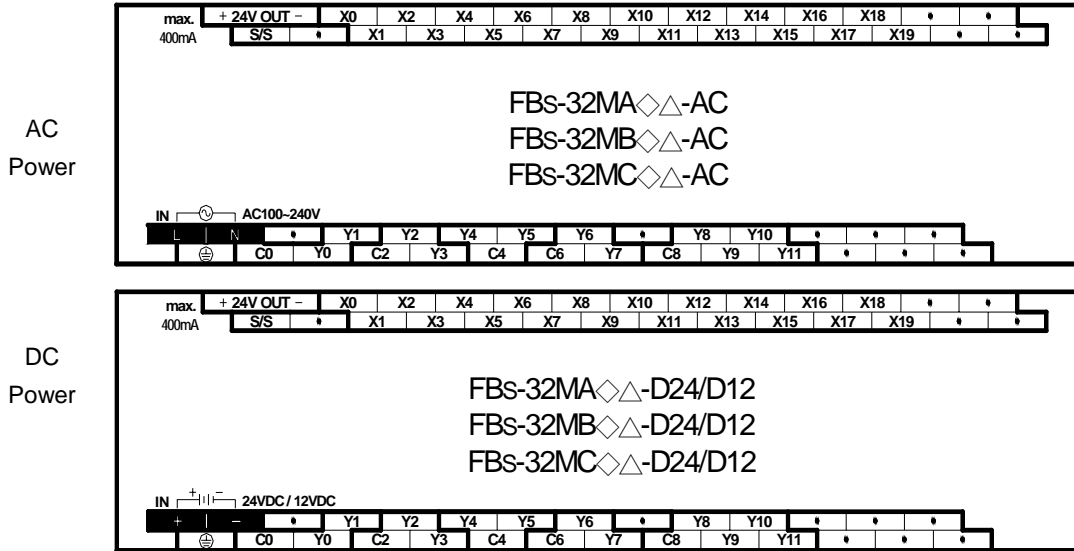 max. + 24V OUT − X0 X2 X4 X6 X8 X10 X12 X14 X16 X18 • •
400mA S/S • X1 X3 X5 X7 X9 X11 X13 X15 X17 X19 • •
AC
Power
FBs-32MA◇△-AC
FBs-32MB◇△-AC
FBs-32MC◇△-AC
IN AC100~240V
L N • Y1 Y2 Y4 Y5 Y6 • Y8 Y10 • • •
C0 Y0 C2 Y3 C4 C6 Y7 C8 Y9 Y11 • • •
max. + 24V OUT − X0 X2 X4 X6 X8 X10 X12 X14 X16 X18 • •
400mA S/S • X1 X3 X5 X7 X9 X11 X13 X15 X17 X19 • •
DC
Power
FBs-32MA◇△-D24/D12
FBs-32MB◇△-D24/D12
FBs-32MC◇△-D24/D12
IN + − 24VDC / 12VDC
+ − • Y1 Y2 Y4 Y5 Y6 • Y8 Y10 • • •
C0 Y0 C2 Y3 C4 C6 Y7 C8 Y9 Y11 • • •